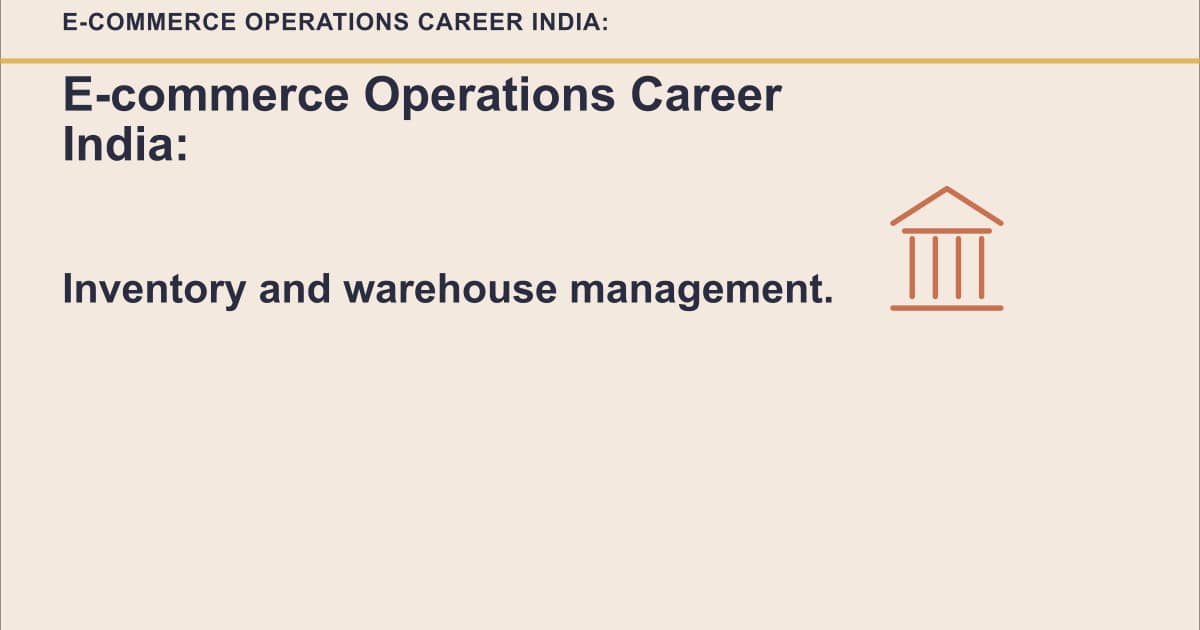 E-COMMERCE OPERATIONS CAREER INDIA:
E-commerce Operations Career
India:
Inventory and warehouse management.